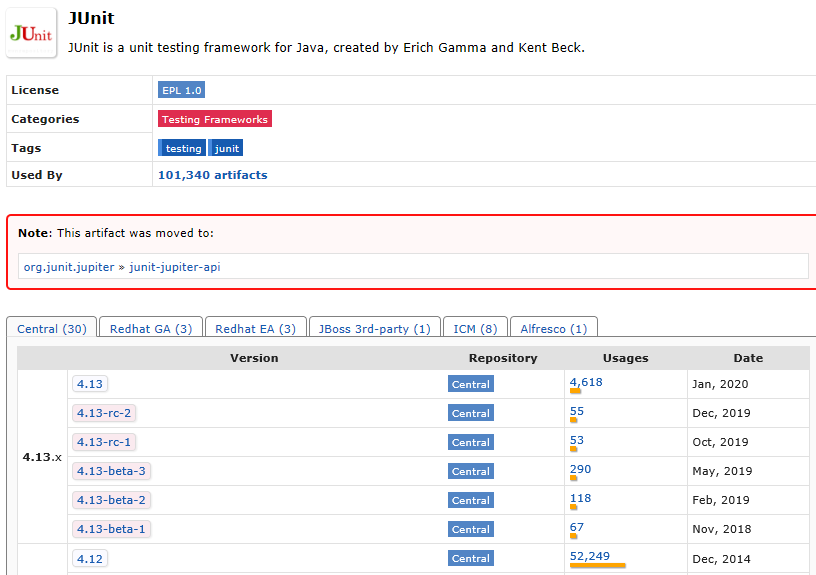 JUnit
JUnit
JUnit is a unit testing framework for Java, created by Erich Gamma and Kent Beck.
License EPL 1.0
Categories Testing Frameworks
Tags testing junit
Used By 101,340 artifacts
Note: This artifact was moved to:
org.junit.jupiter » junit-jupiter-api
Central (30) Redhat GA (3) Redhat EA (3) JBoss 3rd-party (1) ICM (8) Alfresco (1)
Version Repository Usages Date
4.13 Central 4,618 Jan, 2020
4.13-rc-2 Central 55 Dec, 2019
4.13-rc-1 Central 53 Oct, 2019
4.13.x
4.13-beta-3 Central 290 May, 2019
4.13-beta-2 Central 118 Feb, 2019
4.13-beta-1 Central 67 Nov, 2018
4.12 Central 52,249 Dec, 2014